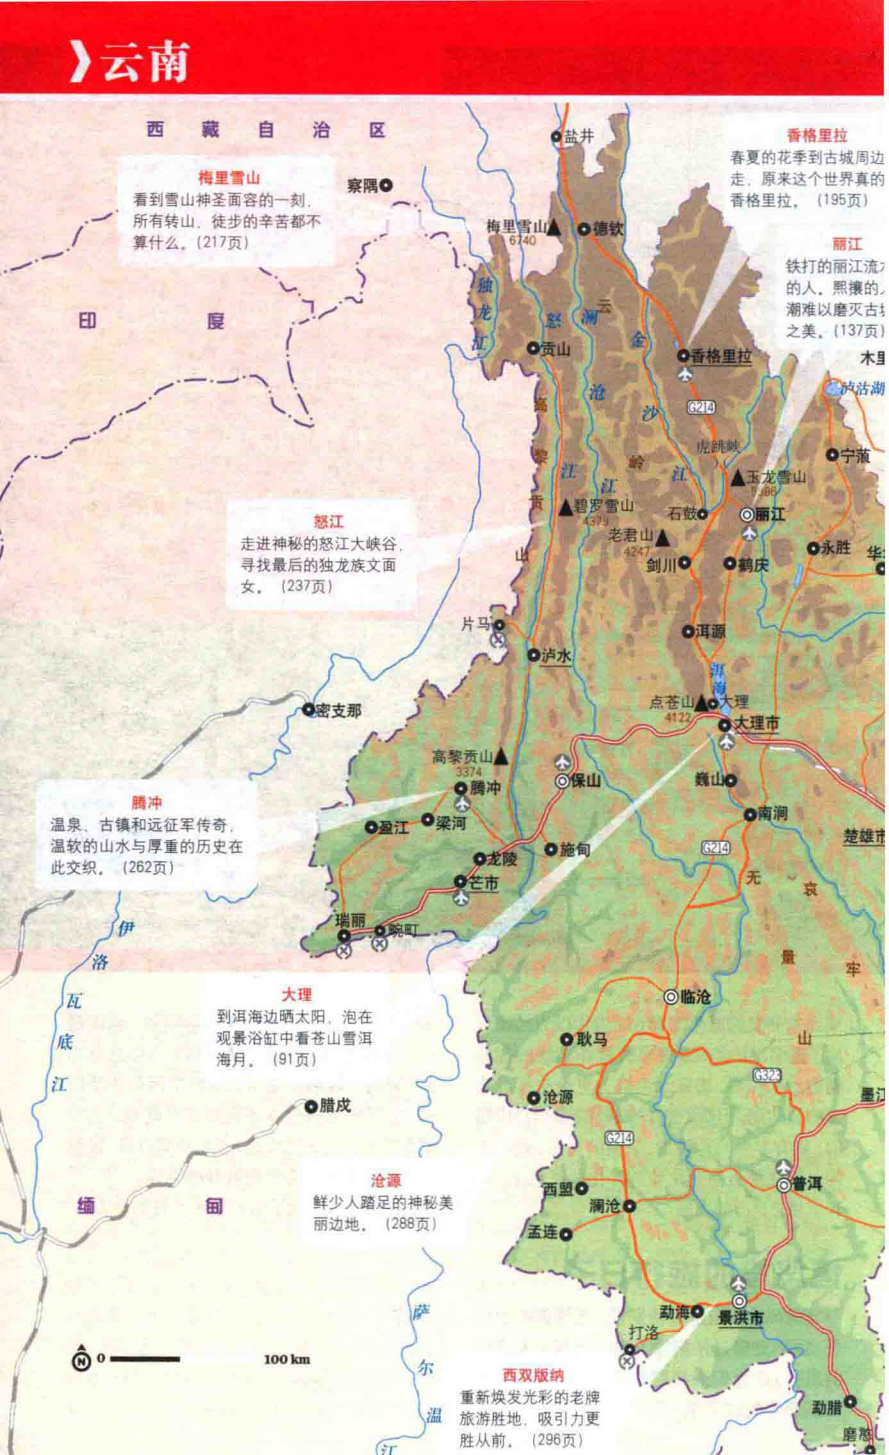 》云南
西藏自治区
盐井
香格里拉
春夏的花季到古城周边
走，原来这个世界真的
香格里拉。（195页）
梅里雪山
看到雪山神圣面容的一刻，
所有转山、徒步的辛苦都不
算什么。（217页）
察隅
梅里雪山
6740
德钦
丽江
铁打的丽江流
的人。熙攘的
潮难以磨灭古
之美。（137页）
印度
独龙江
怒江
澜沧江
金沙江
云岭
贡山
香格里拉
木里
泸沽湖
G214
高黎贡山
虎跳峡
宁蒗
玉龙雪山
碧罗雪山
4379
石鼓
丽江
怒江
走进神秘的怒江大峡谷，
寻找最后的独龙族文面
女。（237页）
老君山
4247
永胜
剑川
鹤庆
片马
洱源
泸水
洱海
点苍山
4122
大理
密支那
大理市
高黎贡山
3374
腾冲
保山
巍山
腾冲
温泉、古镇和远征军传奇，
温软的山水与厚重的历史在
此交织。（262页）
盈江
梁河
南涧
楚雄市
G214
施甸
龙陵
芒市
无量山
哀牢
瑞丽
畹町
伊洛瓦底江
大理
到洱海边晒太阳，泡在
观景浴缸中看苍山雪洱
海月。（91页）
临沧
耿马
G323
沧源
墨江
腊戍
G214
沧源
鲜少人踏足的神秘美
丽边地。（288页）
西盟
澜沧
普洱
缅甸
孟连
勐海
景洪市
打洛
萨尔温江
N 0 100 km
西双版纳
重新焕发光彩的老牌
旅游胜地，吸引力更
胜从前。（296页）
勐腊
磨憨